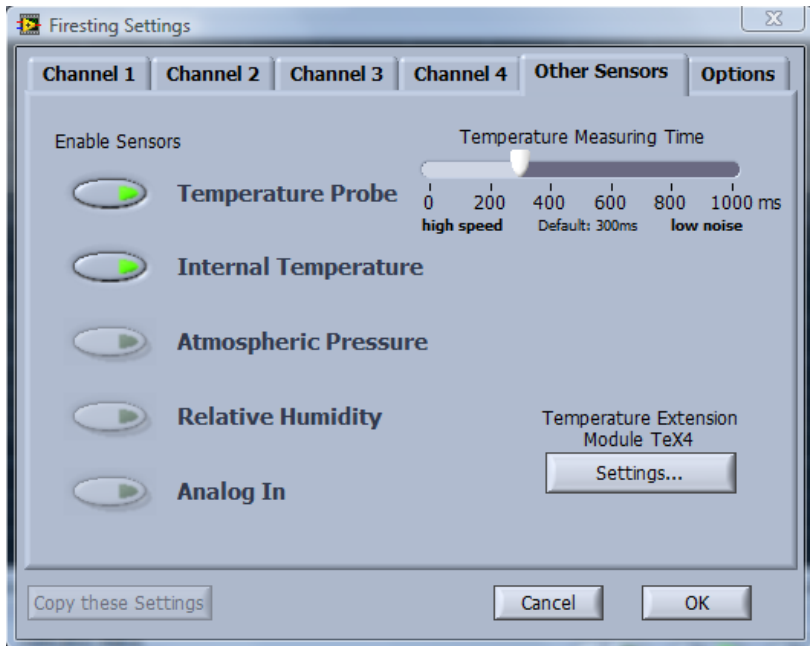 Firesting Settings
Channel 1 Channel 2 Channel 3 Channel 4 Other Sensors Options
Enable Sensors
Temperature Measuring Time
Temperature Probe
0 200 400 600 800 1000 ms
high speed Default: 300ms low noise
Internal Temperature
Atmospheric Pressure
Relative Humidity
Temperature Extension
Module TeX4
Settings...
Analog In
Copy these Settings Cancel OK